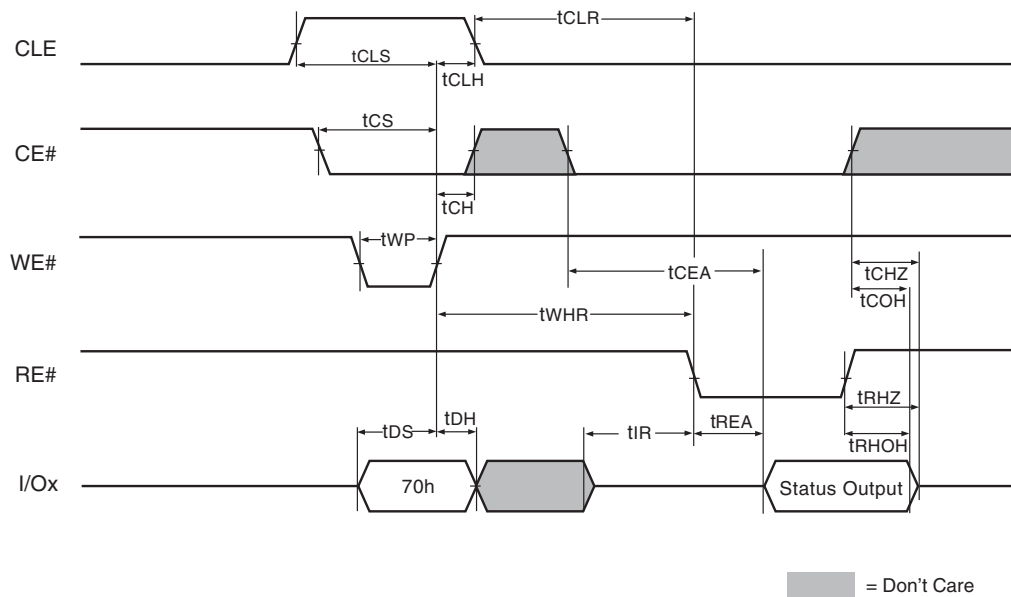 tCLR
CLE
tCLS
tCLH
tCS
CE#
tCH
tWP
WE#
tCEA
tCHZ
tCOH
tWHR
RE#
tRHZ
tDS
tDH
tIR
tREA
tRHOH
I/Ox
70h
Status Output
= Don't Care